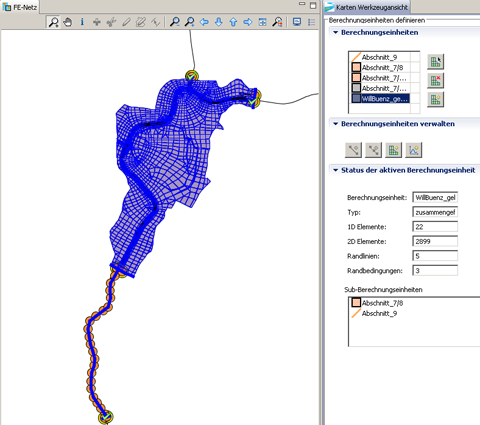 FE-Netz
Karten Werkzeugansicht
Berechnungseinheiten definieren
Berechnungseinheiten
Abschnitt_9
Abschnitt_7/8
Abschnitt_7/...
Abschnitt_7/...
WillBuenz_ge...
Berechnungseinheiten verwalten
Status der aktiven Berechnungseinheit
Berechnungseinheit: WillBuenz_gel
Typ: zusammengef
1D Elemente: 22
2D Elemente: 2899
Randlinien: 5
Randbedingungen: 3
Sub-Berechnungseinheiten
Abschnitt_7/8
Abschnitt_9